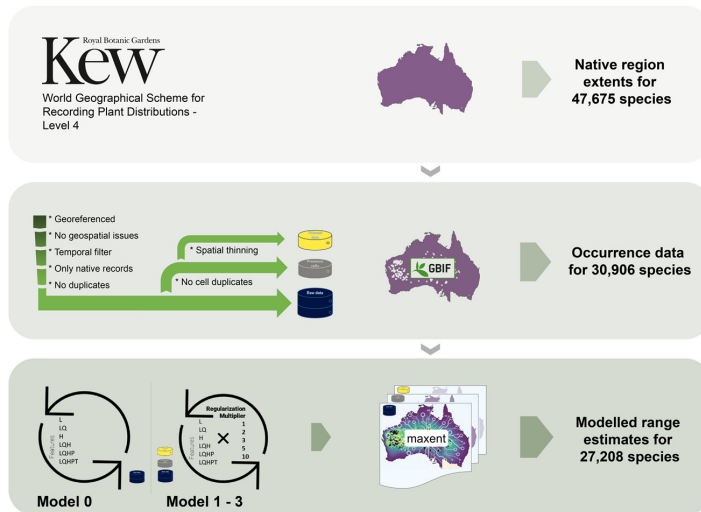 Royal Botanic Gardens
Kew
World Geographical Scheme for
Recording Plant Distributions -
Level 4
Native region
extents for
47,675 species
* Georeferenced
* No geospatial issues
* Temporal filter
* Only native records
* No duplicates
* Spatial thinning
* No cell duplicates
Raw data
GBIF
Occurrence data
for 30,906 species
Features
L
LQ
H
LQH
LQHP
LQHPT
Model 0
Regularization
Multiplier
Features
L
LQ
H
LQH
LQHP
LQHPT
×
1
2
3
5
10
Model 1 - 3
maxent
Modelled range
estimates for
27,208 species